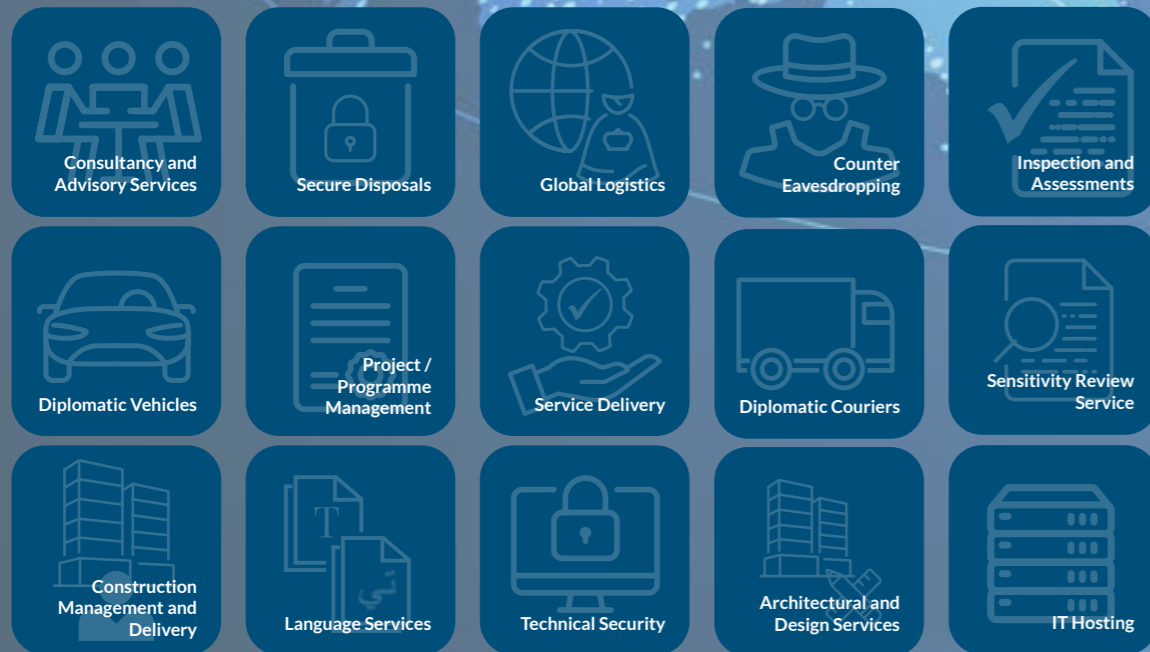 Consultancy and
Advisory Services
Secure Disposals
Global Logistics
Counter
Eavesdropping
Inspection and
Assessments
Diplomatic Vehicles
Project /
Programme
Management
Service Delivery
Diplomatic Couriers
Sensitivity Review
Service
Construction
Management and
Delivery
T
Language Services
Technical Security
Architectural and
Design Services
IT Hosting